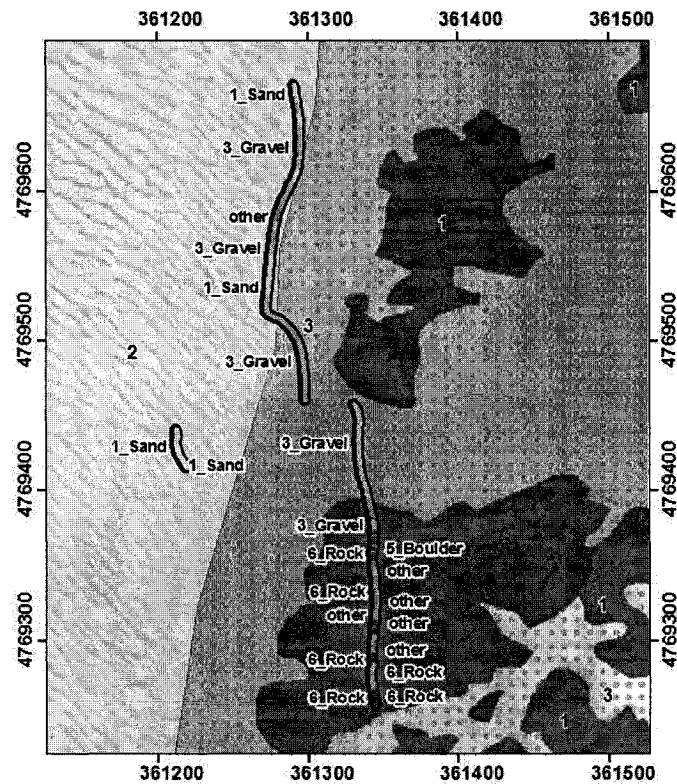 361200 361300 361400 361500
1_Sand
1
3_Gravel
4769600 4769600
other
1
3_Gravel
1_Sand
3
4769500 4769500
2
3_Gravel
3_Gravel
1_Sand
1_Sand
4769400 4769400
3_Gravel
6_Rock 5_Boulder
other
6_Rock
other 1
other
other
4769300 4769300
other
6_Rock
6_Rock
6_Rock 6_Rock 3
1
361200 361300 361400 361500